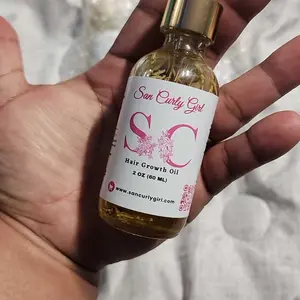 San Curly Girl
SC
Hair Growth Oil
2 OZ (60 ML)
www.sancurlygirl.com